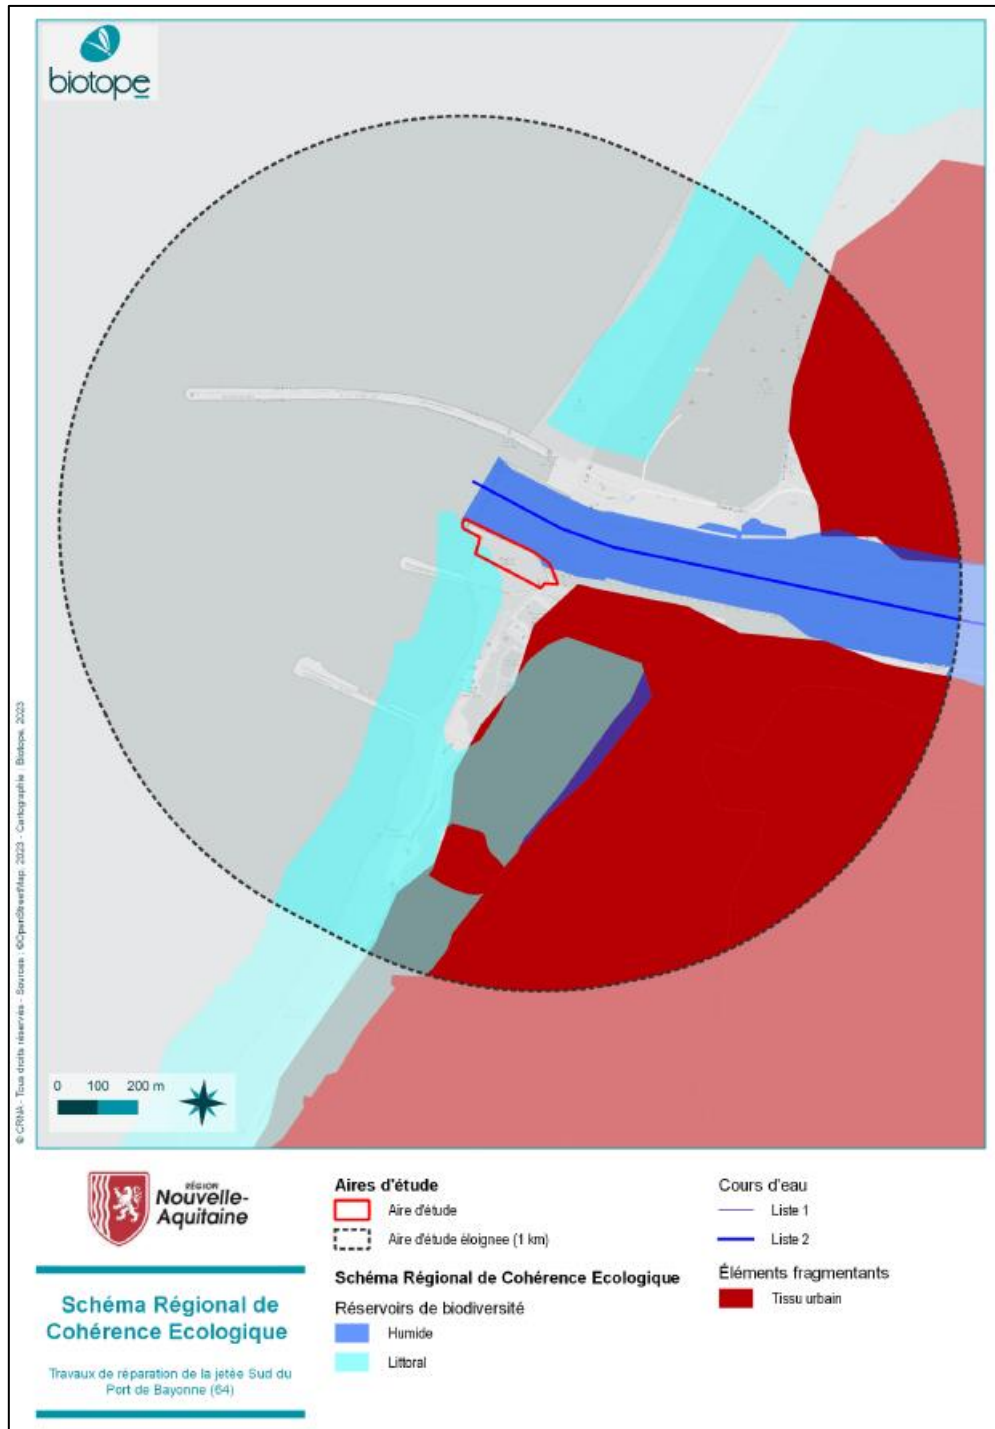 biotope
© CRNA - Tous droits réservés - Sources : ©OpenStreetMap, 2023 - Cartographie : Biotope, 2023
0 100 200 m
RÉGION
Nouvelle-
Aquitaine
Schéma Régional de
Cohérence Ecologique
Travaux de réparation de la jetée Sud du
Port de Bayonne (64)
Aires d'étude
Aire d'étude
Aire d'étude éloignee (1 km)
Schéma Régional de Cohérence Ecologique
Réservoirs de biodiversité
Humide
Littoral
Cours d'eau
Liste 1
Liste 2
Éléments fragmentants
Tissu urbain